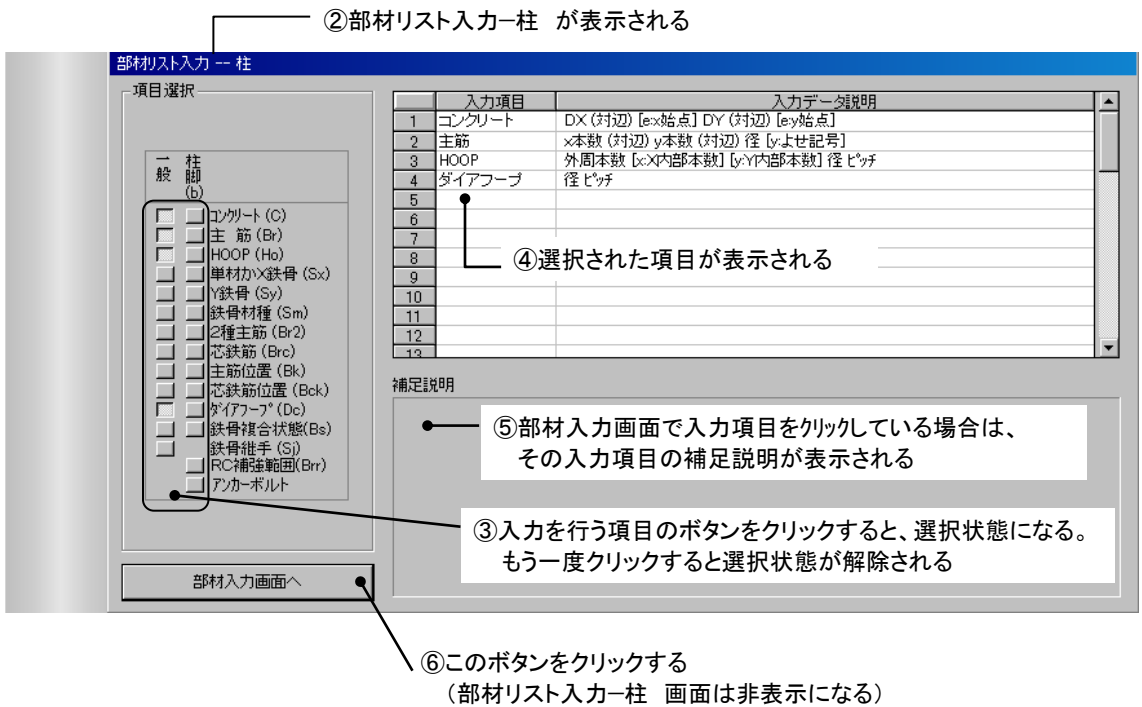 ②部材リスト入力−柱 が表示される
部材リスト入力 -- 柱
項目選択
一般
柱脚(b)
コンクリート (C)
主 筋 (Br)
HOOP (Ho)
単材かX鉄骨 (Sx)
Y鉄骨 (Sy)
鉄骨材種 (Sm)
2種主筋 (Br2)
芯鉄筋 (Brc)
主筋位置 (Bk)
芯鉄筋位置 (Bck)
ダイアフープ (Dc)
鉄骨複合状態(Bs)
鉄骨継手 (Sj)
RC補強範囲(Brr)
アンカーボルト
部材入力画面へ
入力項目 入力データ説明
1 コンクリート DX (対辺) [e:x始点] DY (対辺) [e:y始点]
2 主筋 x本数 (対辺) y本数 (対辺) 径 [y:よせ記号]
3 HOOP 外周本数 [x:X内部本数] [y:Y内部本数] 径 ピッチ
4 ダイアフープ 径 ピッチ
5
6
7
8
9
10
11
12
13
④選択された項目が表示される
補足説明
⑤部材入力画面で入力項目をクリックしている場合は、
その入力項目の補足説明が表示される
③入力を行う項目のボタンをクリックすると、選択状態になる。
もう一度クリックすると選択状態が解除される
⑥このボタンをクリックする
(部材リスト入力−柱 画面は非表示になる)